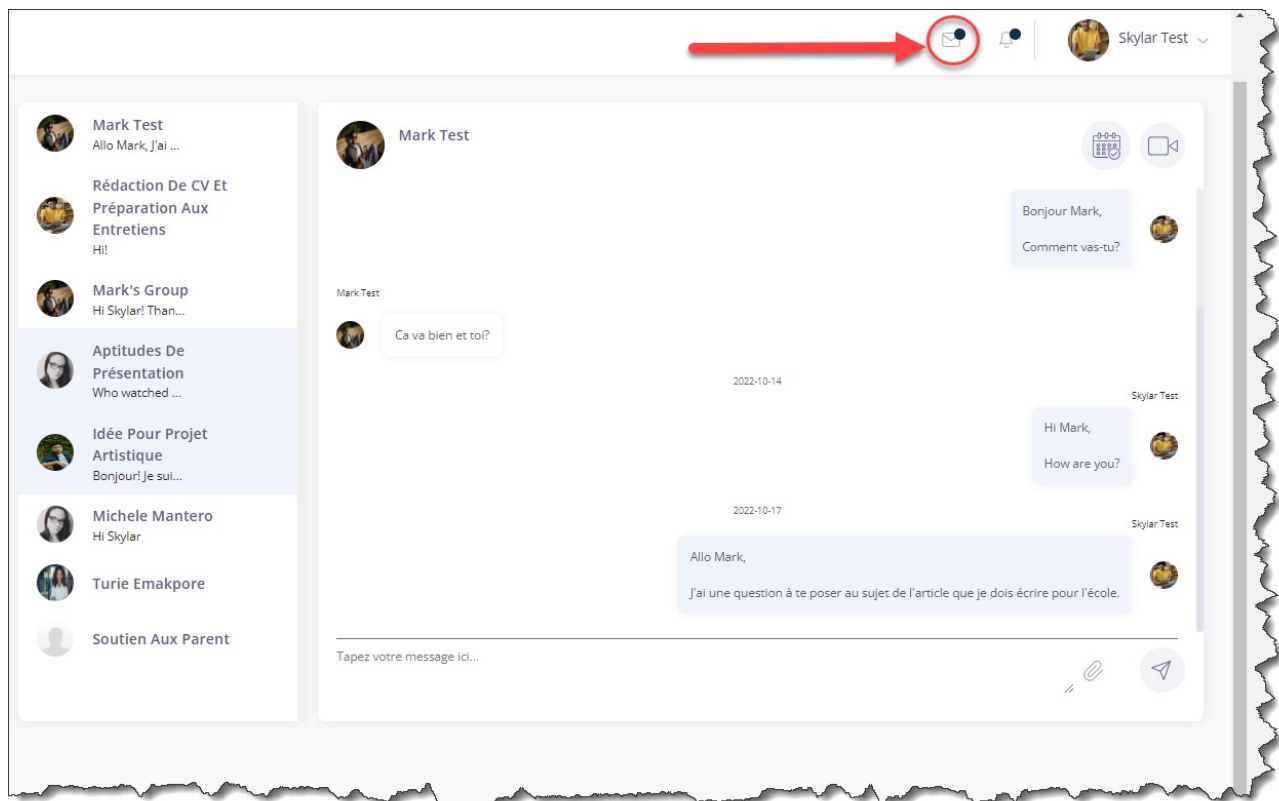 Skylar Test
Mark Test
Allo Mark, J'ai ...
Rédaction De CV Et
Préparation Aux
Entretiens
Hi!
Mark's Group
Hi Skylar! Than...
Aptitudes De
Présentation
Who watched ...
Idée Pour Projet
Artistique
Bonjour! Je sui...
Michele Mantero
Hi Skylar
Turie Emakpore
Soutien Aux Parent
Mark Test
Bonjour Mark,
Comment vas-tu?
Mark Test
Ca va bien et toi?
2022-10-14
Skylar Test
Hi Mark,
How are you?
2022-10-17
Skylar Test
Allo Mark,
J'ai une question à te poser au sujet de l'article que je dois écrire pour l'école.
Tapez votre message ici...